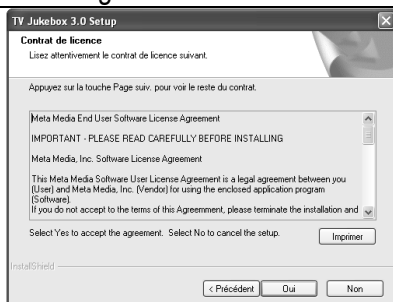 TV Jukebox 3.0 Setup
Contrat de licence
Lisez attentivement le contrat de licence suivant.
Appuyez sur la touche Page suiv. pour voir le reste du contrat.
Meta Media End User Software License Agreement
IMPORTANT - PLEASE READ CAREFULLY BEFORE INSTALLING
Meta Media, Inc. Software License Agreement
This Meta Media Software User License Agreement is a legal agreement between you
(User) and Meta Media, Inc. (Vendor) for using the enclosed application program
(Software).
If you do not accept to the terms of this Agreemment, please terminate the installation and
Select Yes to accept the agreement. Select No to cancel the setup.
Imprimer
InstallShield
< Précédent
Oui
Non